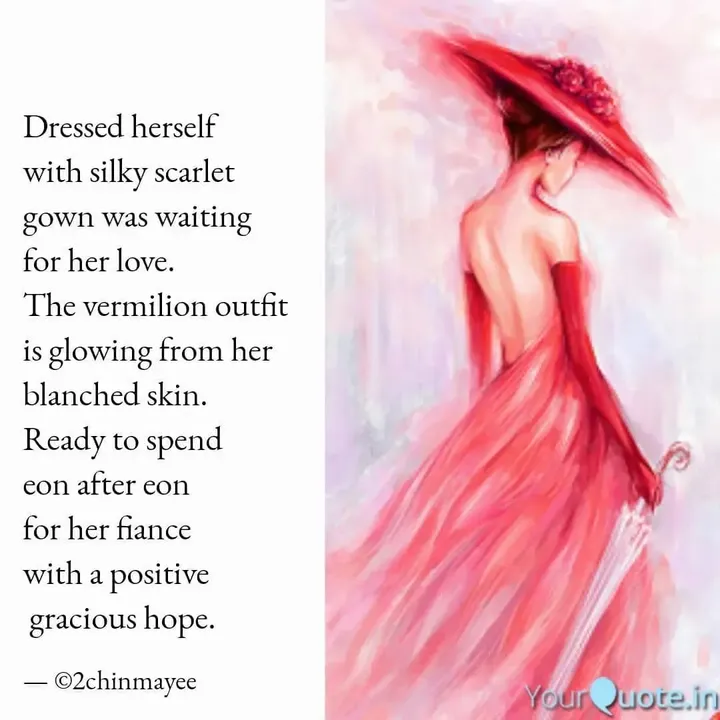 Dressed herself
with silky scarlet
gown was waiting
for her love.
The vermilion outfit
is glowing from her
blanched skin.
Ready to spend
eon after eon
for her fiance
with a positive
gracious hope.
— ©2chinmayee
YourQuote.in